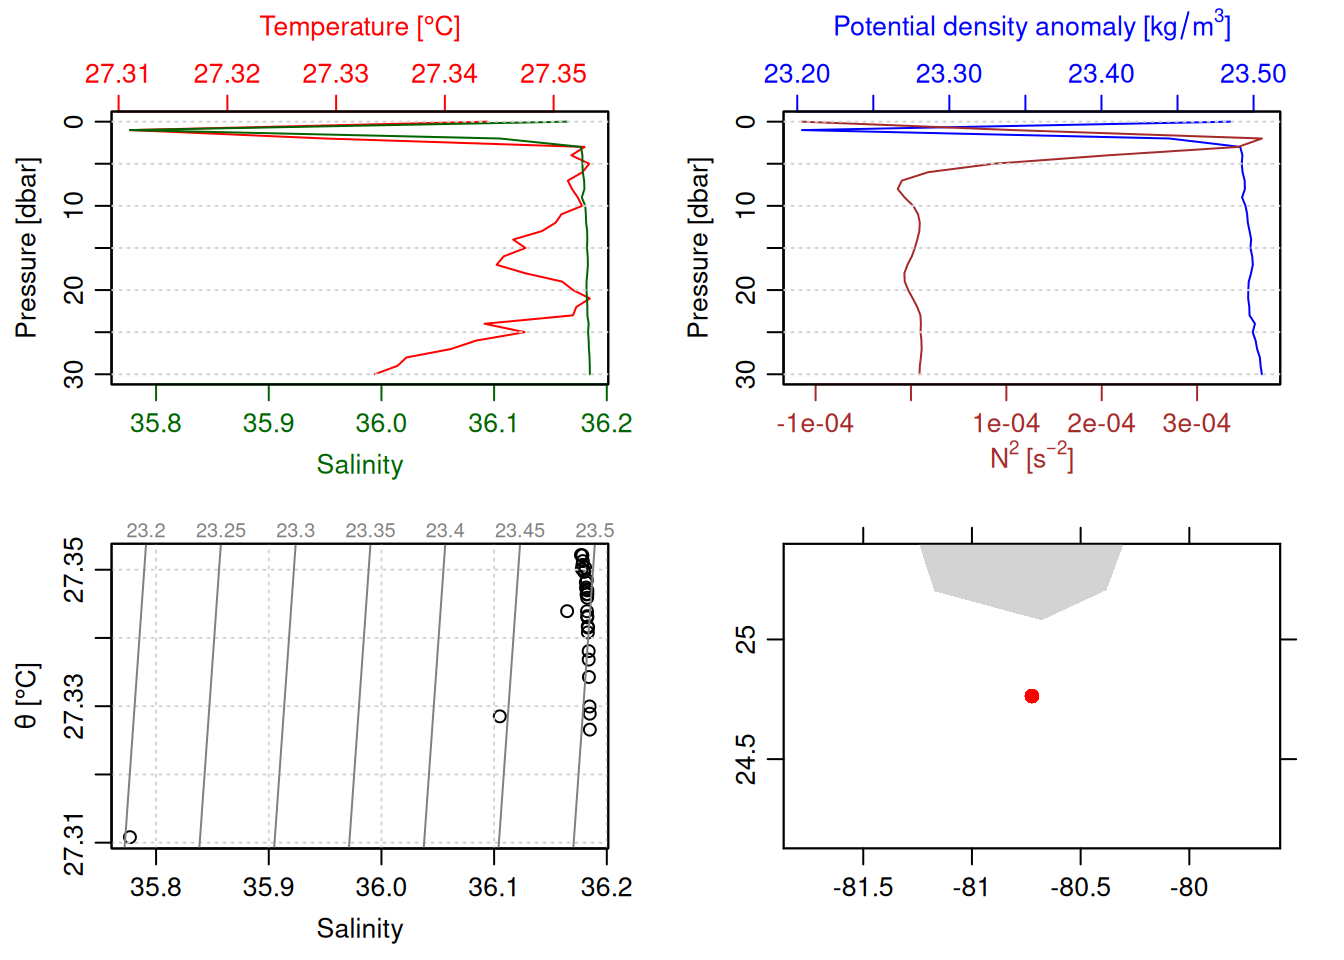 Temperature [°C]
27.31 27.32 27.33 27.34 27.35
Pressure [dbar]
0
10
20
30
35.8 35.9 36.0 36.1 36.2
Salinity
Potential density anomaly [kg/m³]
23.20 23.30 23.40 23.50
Pressure [dbar]
0
10
20
30
-1e-04 1e-04 2e-04 3e-04
N² [s⁻²]
23.2 23.25 23.3 23.35 23.4 23.45 23.5
θ [°C]
27.35
27.33
27.31
35.8 35.9 36.0 36.1 36.2
Salinity
25
24.5
-81.5 -81 -80.5 -80